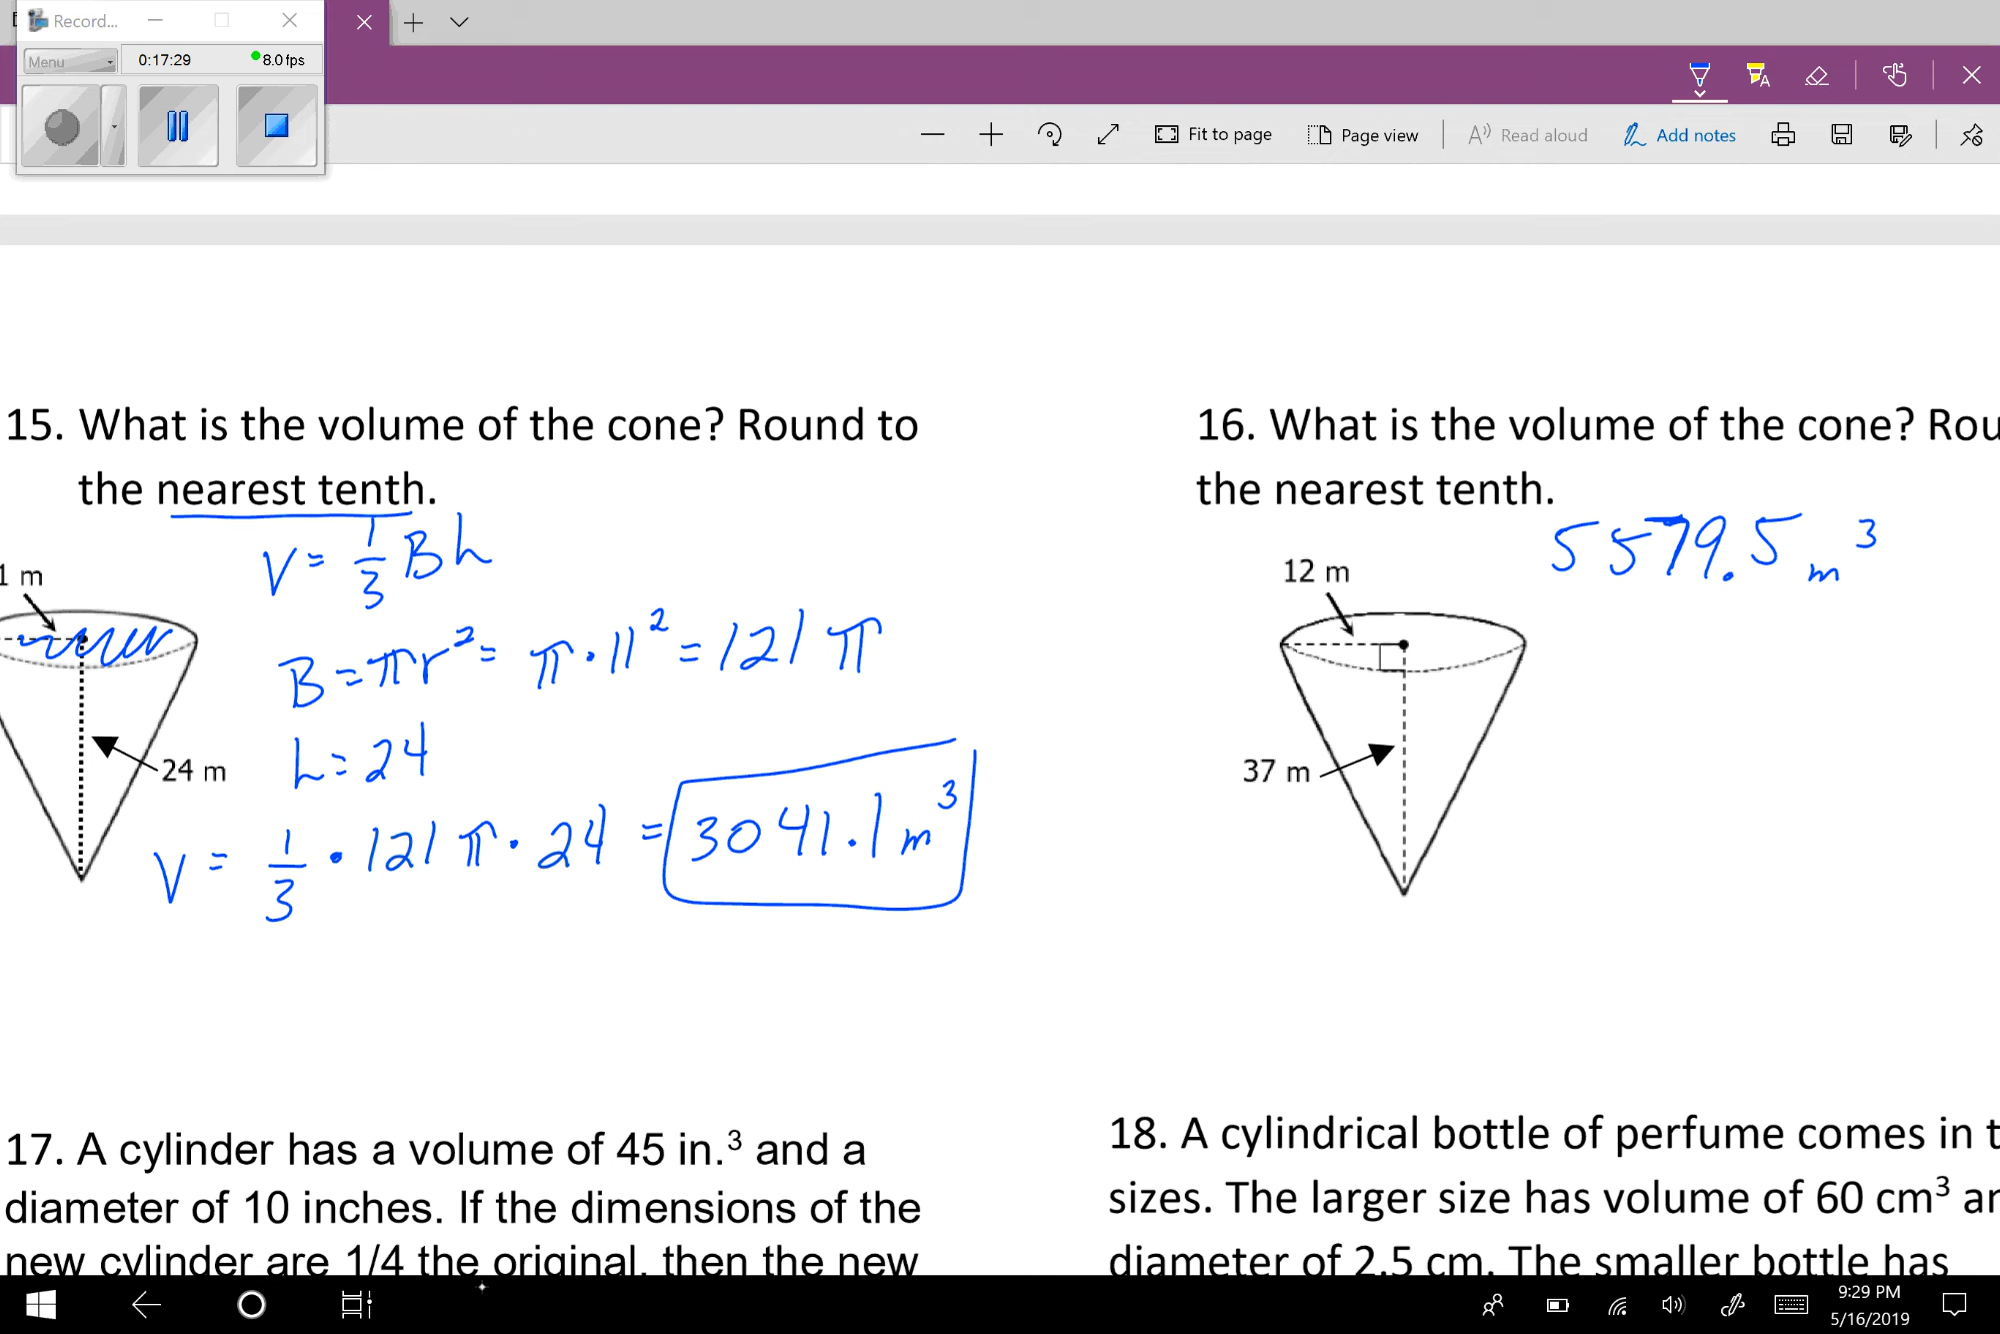 Record...
Menu
0:17:29
8.0 fps
Fit to page
Page view
Read aloud
Add notes
15. What is the volume of the cone? Round to
the nearest tenth.
V = 1/3 Bh
1 m
B = πr² = π · 11² = 121 π
h = 24
24 m
V = 1/3 · 121 π · 24 = 3041.1 m³
16. What is the volume of the cone? Rou
the nearest tenth.
5579.5 m³
12 m
37 m
17. A cylinder has a volume of 45 in.³ and a
diameter of 10 inches. If the dimensions of the
new cylinder are 1/4 the original, then the new
18. A cylindrical bottle of perfume comes in t
sizes. The larger size has volume of 60 cm³ an
diameter of 2.5 cm. The smaller bottle has
9:29 PM
5/16/2019